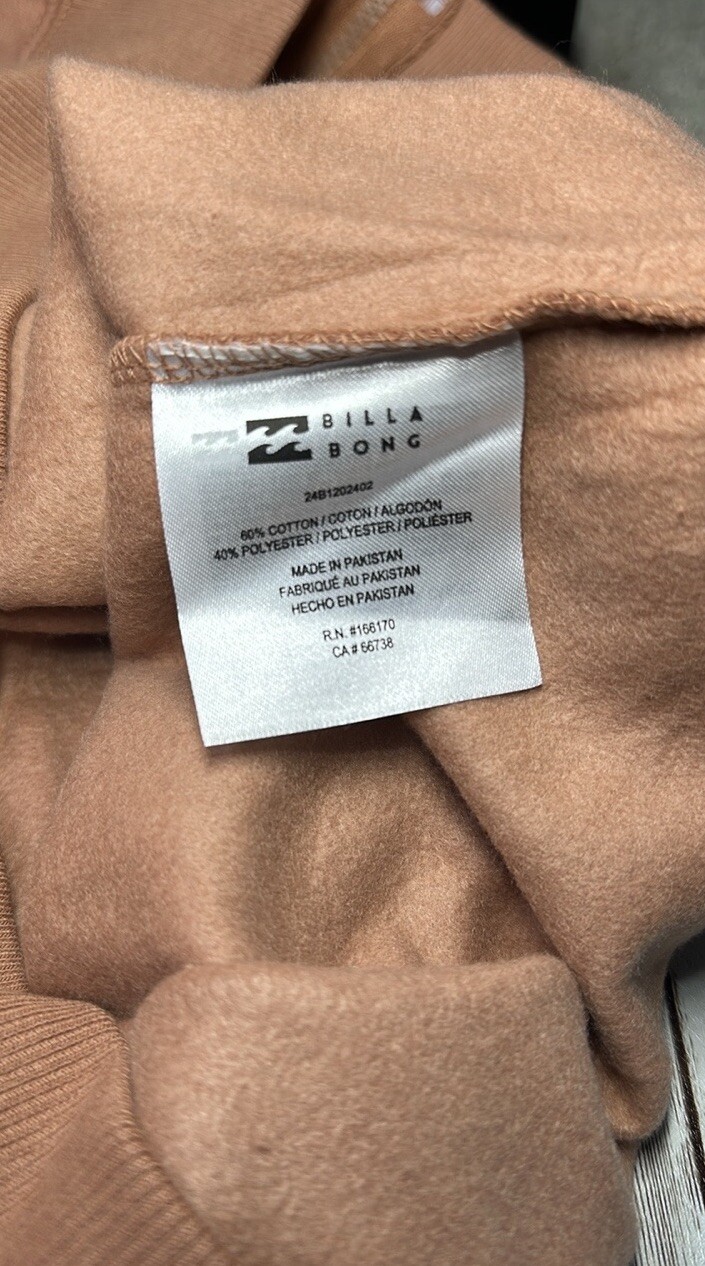 BILLA
BONG
24B1202402
60% COTTON / COTON / ALGODÓN
40% POLYESTER / POLYESTER / POLIÉSTER
MADE IN PAKISTAN
FABRIQUÉ AU PAKISTAN
HECHO EN PAKISTAN
R.N. #166170
CA # 66738